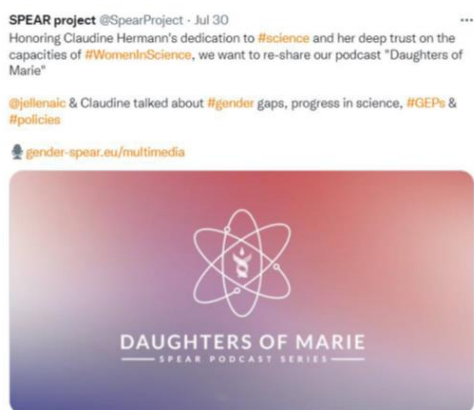 SPEAR project @SpearProject · Jul 30
Honoring Claudine Hermann's dedication to #science and her deep trust on the
capacities of #WomenInScience, we want to re-share our podcast "Daughters of
Marie"
@jellenaic & Claudine talked about #gender gaps, progress in science, #GEPs &
#policies
gender-spear.eu/multimedia
DAUGHTERS OF MARIE
SPEAR PODCAST SERIES